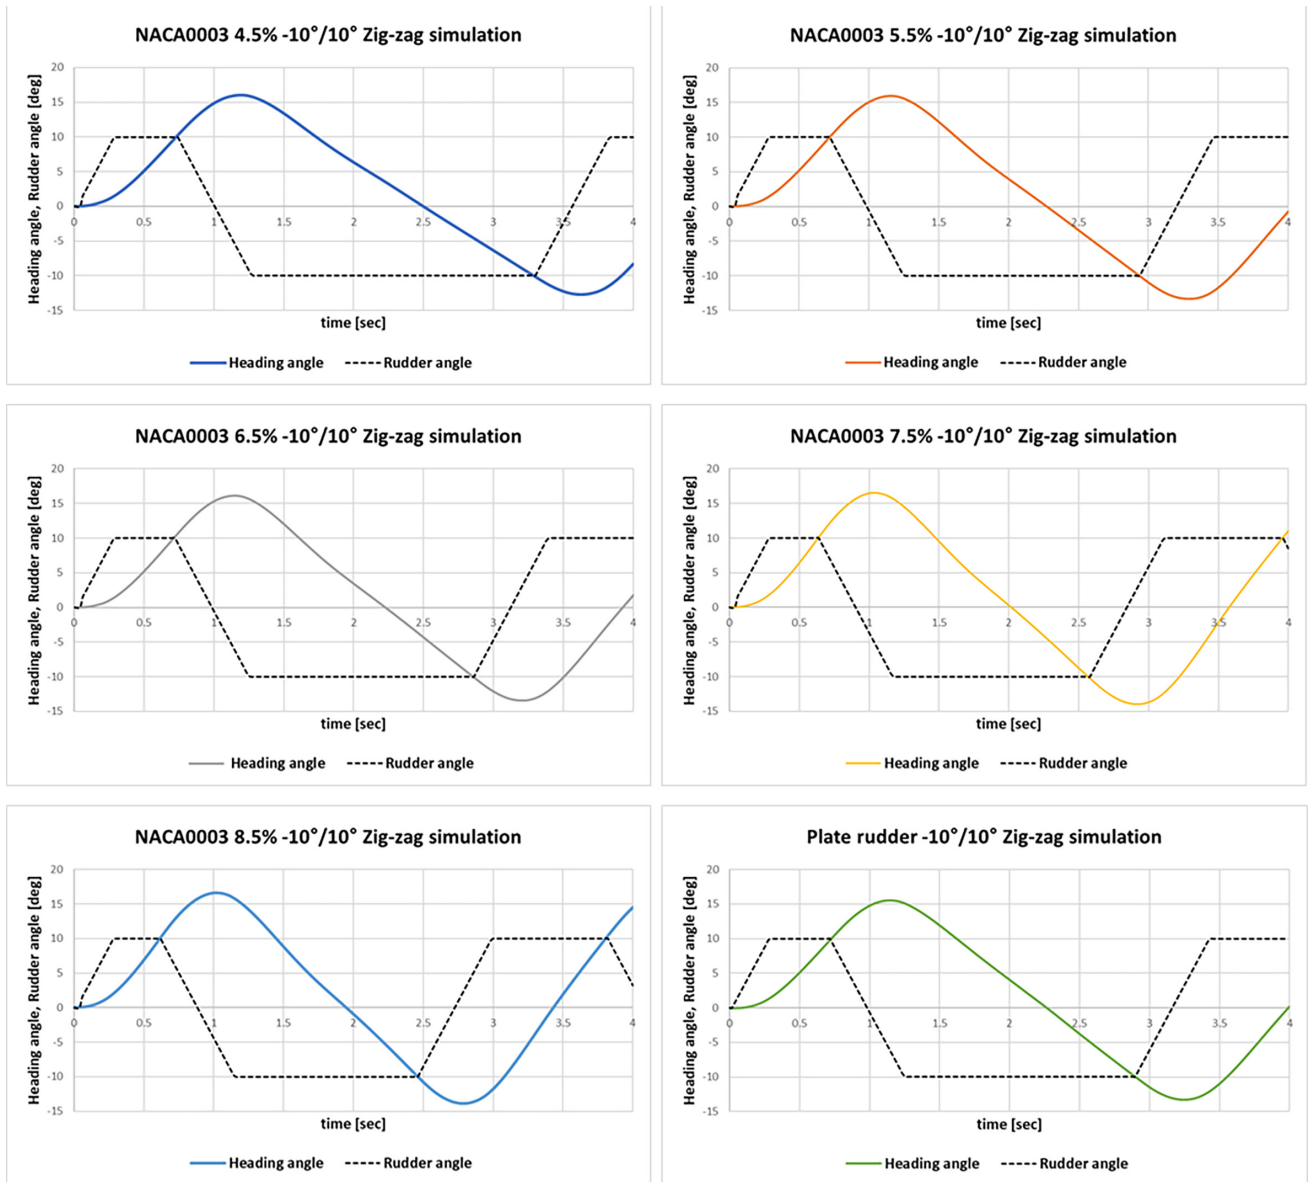 NACA0003 4.5% -10°/10° Zig-zag simulation
Heading angle, Rudder angle [deg]
20
15
10
5
0
-5
-10
-15
0 0.5 1 1.5 2 2.5 3 3.5 4
time [sec]
Heading angle Rudder angle
NACA0003 5.5% -10°/10° Zig-zag simulation
Heading angle, Rudder angle [deg]
20
15
10
5
0
-5
-10
-15
0 0.5 1 1.5 2 2.5 3 3.5 4
time [sec]
Heading angle Rudder angle
NACA0003 6.5% -10°/10° Zig-zag simulation
Heading angle, Rudder angle [deg]
20
15
10
5
0
-5
-10
-15
0 0.5 1 1.5 2 2.5 3 3.5 4
time [sec]
Heading angle Rudder angle
NACA0003 7.5% -10°/10° Zig-zag simulation
Heading angle, Rudder angle [deg]
20
15
10
5
0
-5
-10
-15
0 0.5 1 1.5 2 2.5 3 3.5 4
time [sec]
Heading angle Rudder angle
NACA0003 8.5% -10°/10° Zig-zag simulation
Heading angle, Rudder angle [deg]
20
15
10
5
0
-5
-10
-15
0 0.5 1 1.5 2 2.5 3 3.5 4
time [sec]
Heading angle Rudder angle
Plate rudder -10°/10° Zig-zag simulation
Heading angle, Rudder angle [deg]
20
15
10
5
0
-5
-10
-15
0 0.5 1 1.5 2 2.5 3 3.5 4
time [sec]
Heading angle Rudder angle